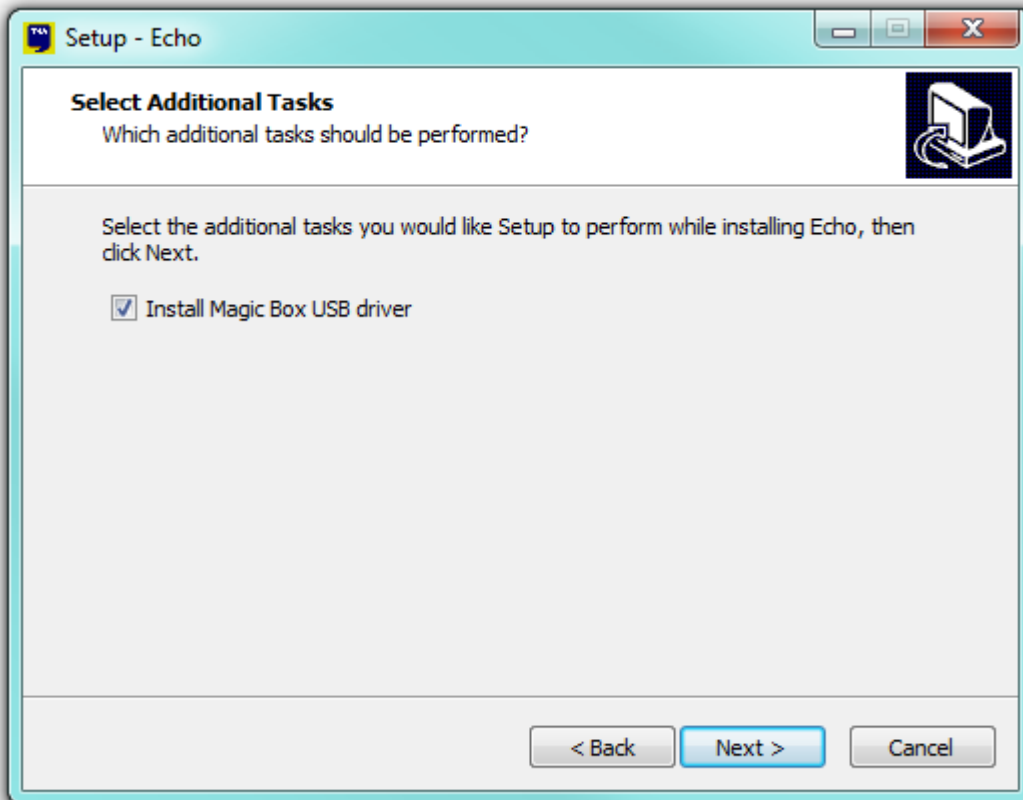 Setup - Echo
Select Additional Tasks
Which additional tasks should be performed?
Select the additional tasks you would like Setup to perform while installing Echo, then
click Next.
Install Magic Box USB driver
< Back
Next >
Cancel